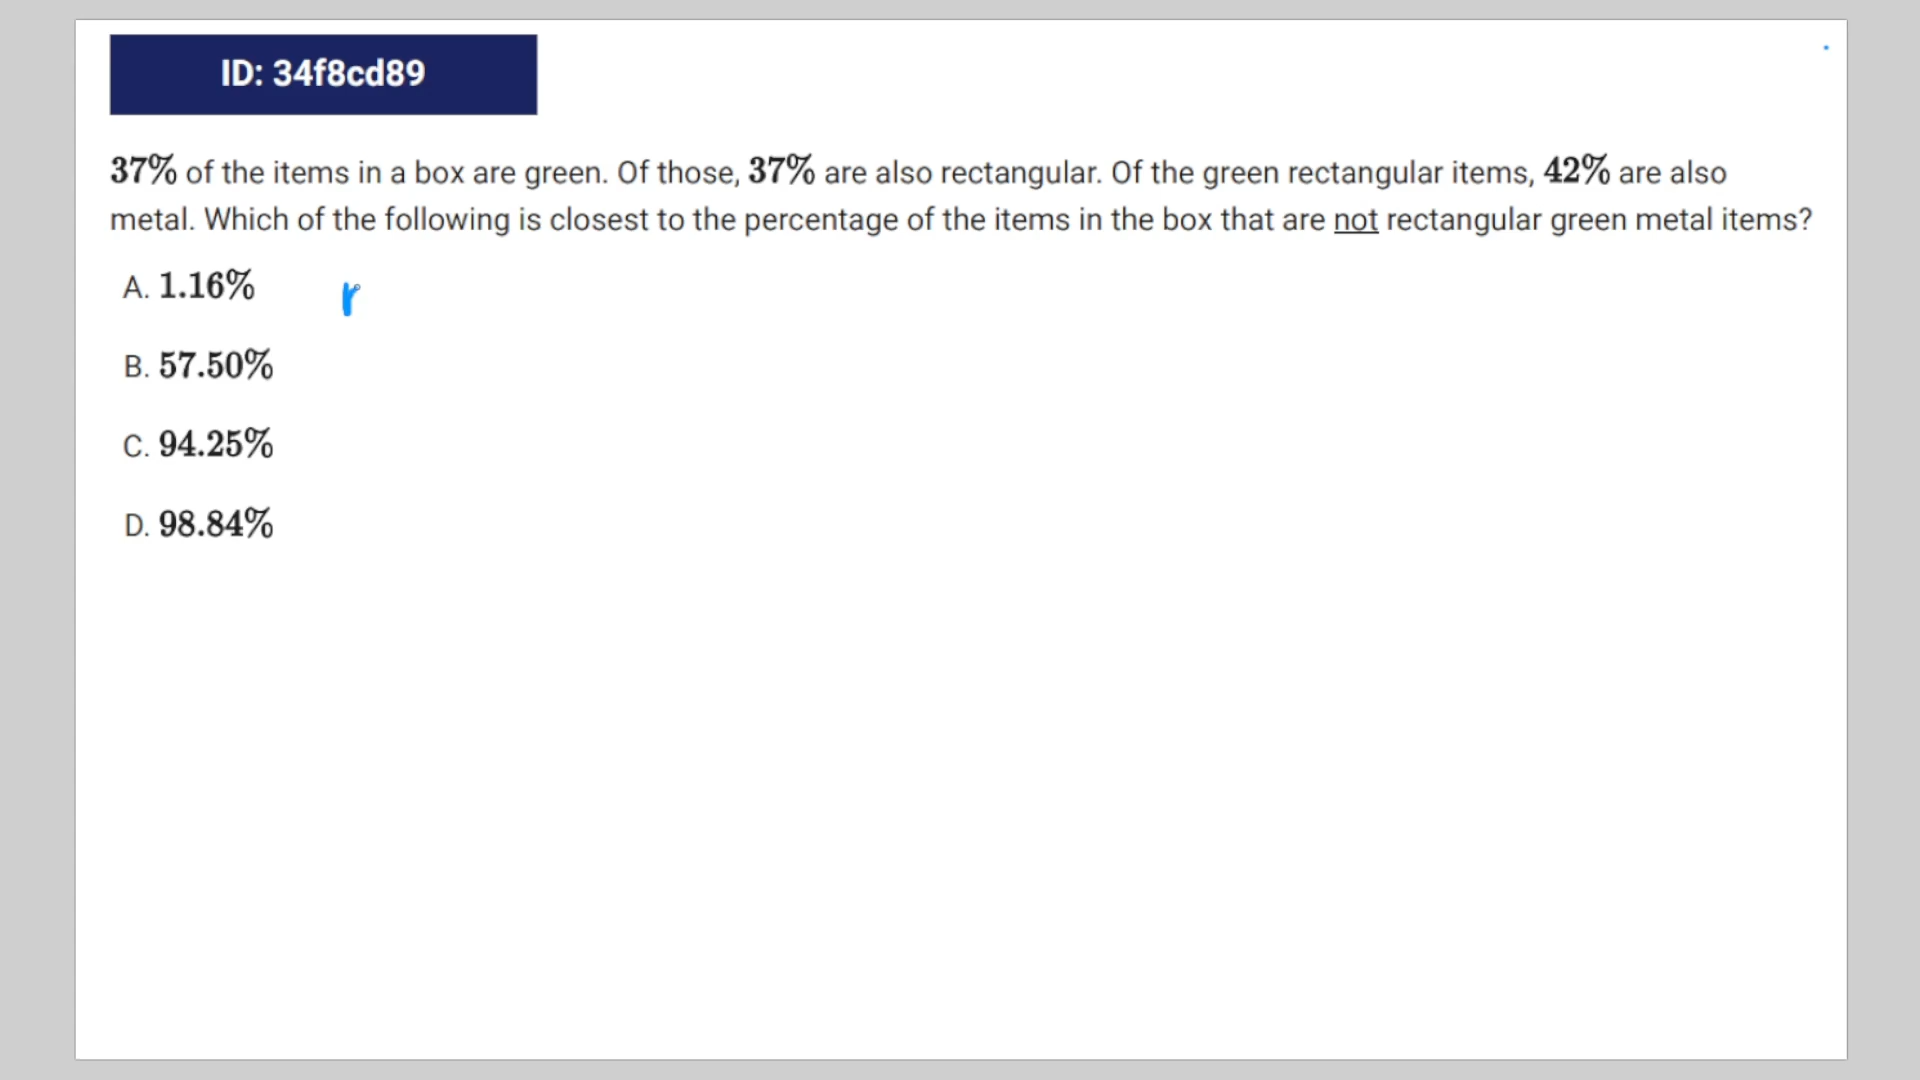 ID: 34f8cd89
37% of the items in a box are green. Of those, 37% are also rectangular. Of the green rectangular items, 42% are also
metal. Which of the following is closest to the percentage of the items in the box that are not rectangular green metal items?
A. 1.16%
r
B. 57.50%
C. 94.25%
D. 98.84%